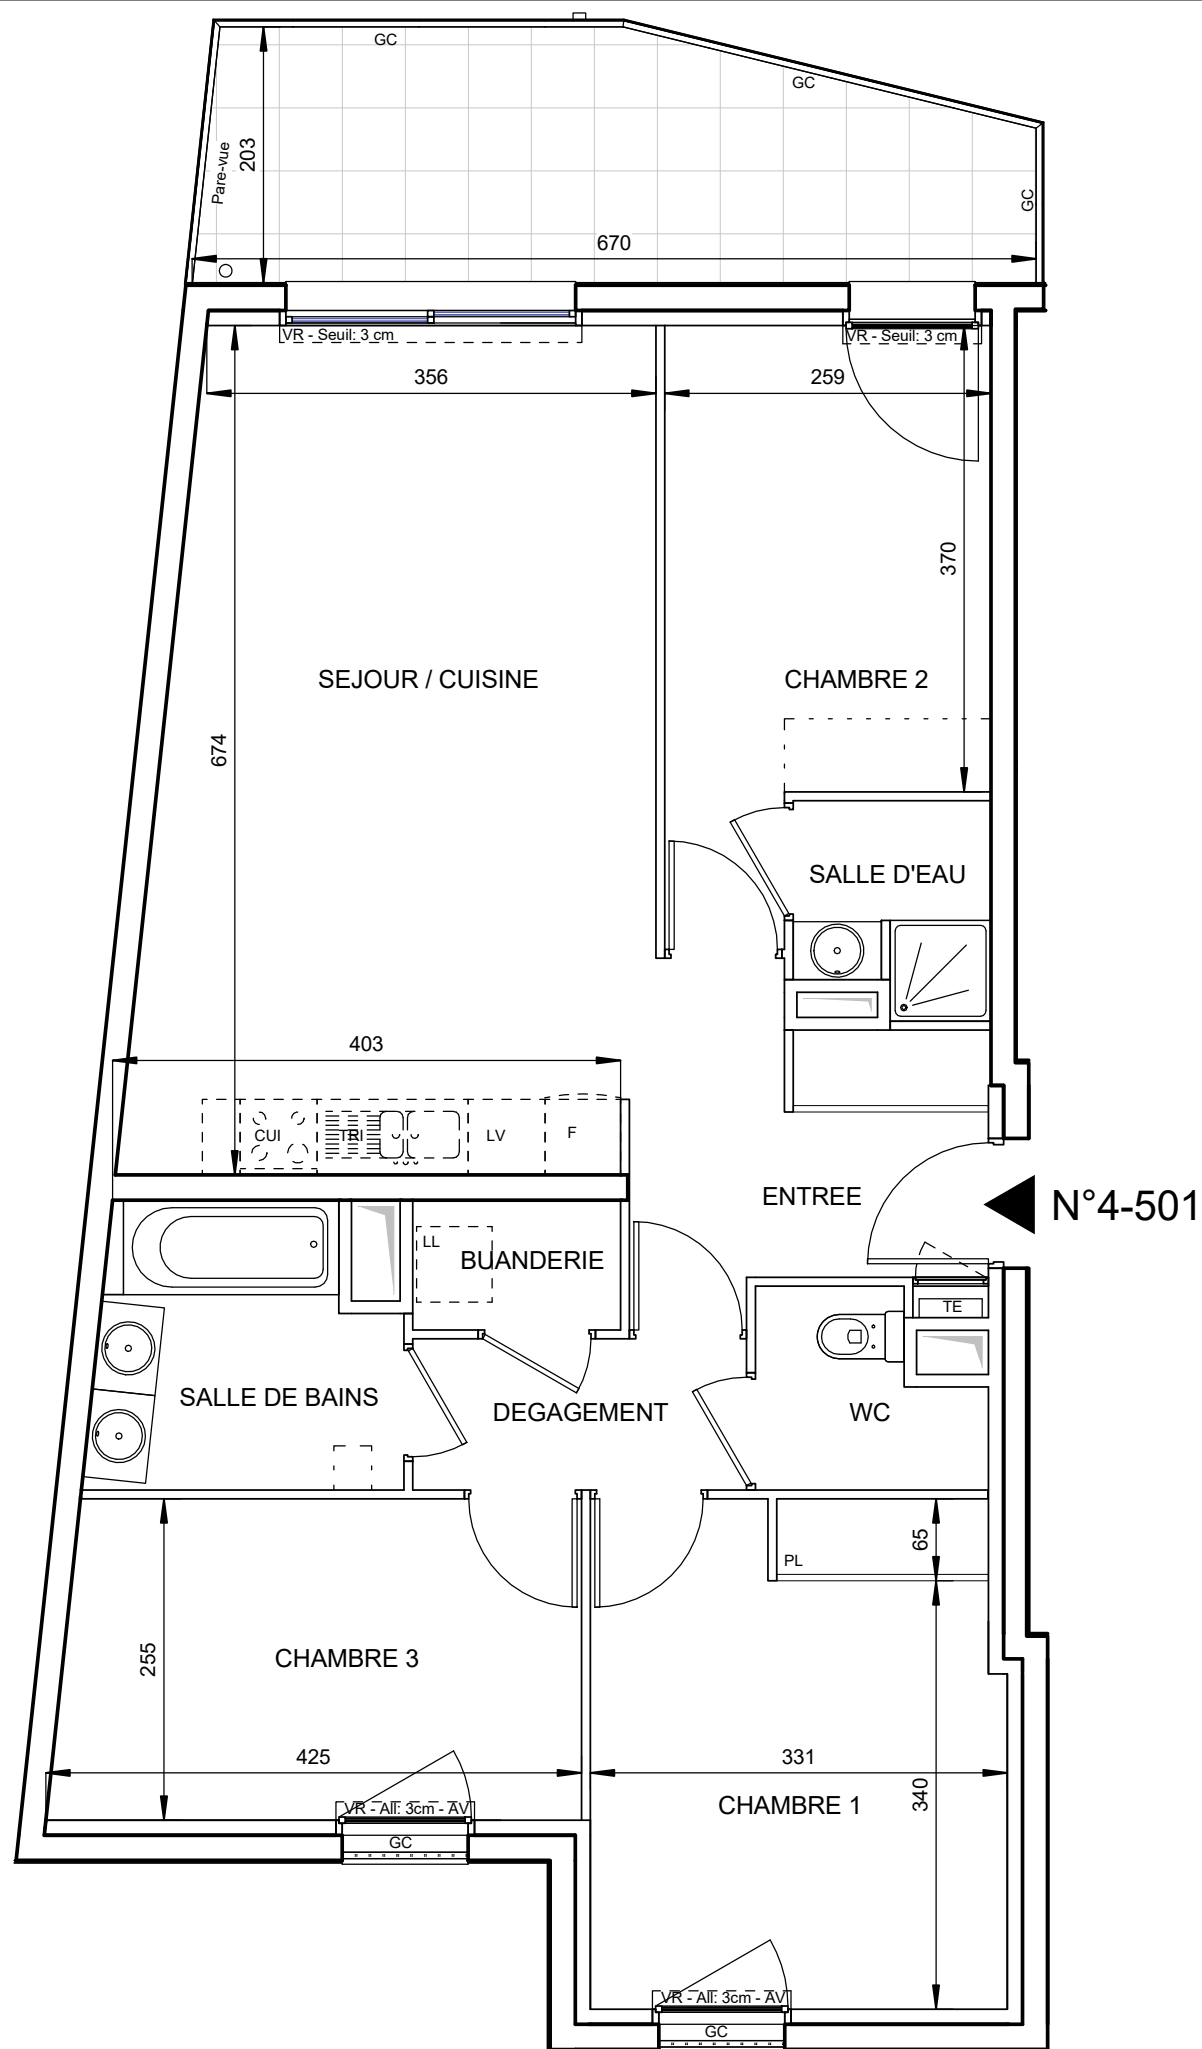 GC
GC
Pare-vue
203
GC
670
VR - Seuil: 3 cm
VR - Seuil: 3 cm
356
259
370
SEJOUR / CUISINE
CHAMBRE 2
674
SALLE D'EAU
403
CUI
TRI
LV
F
ENTREE
N°4-501
LL
BUANDERIE
TE
SALLE DE BAINS
DEGAGEMENT
WC
65
PL
255
CHAMBRE 3
425
331
340
CHAMBRE 1
VR - All: 3cm - AV
GC
VR - All: 3cm - AV
GC